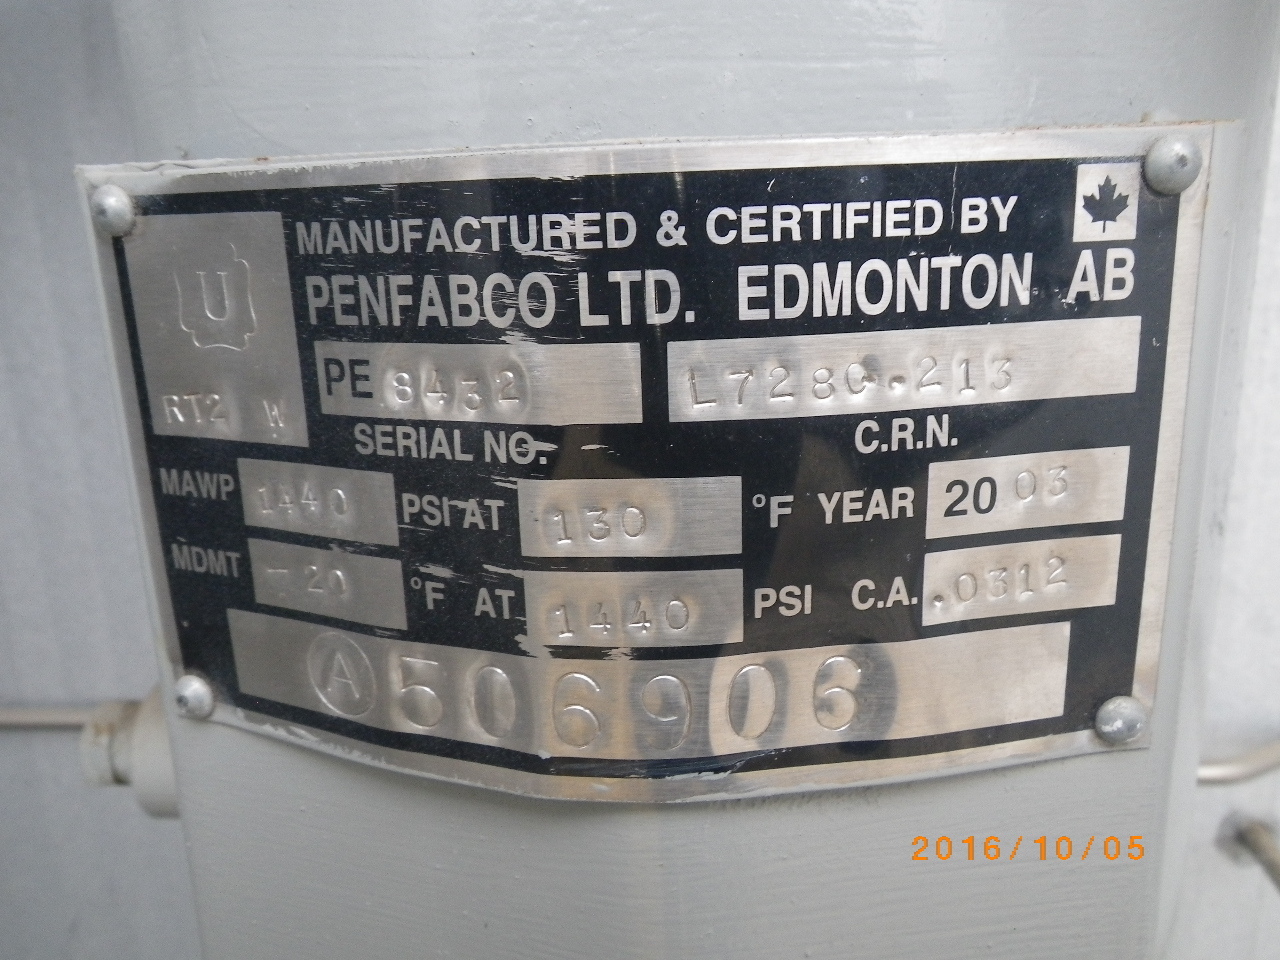 MANUFACTURED & CERTIFIED BY
PENFABCO LTD. EDMONTON AB
U
RT2 W
PE 8432 L7280.213
SERIAL NO. C.R.N.
MAWP 1440 PSI AT 130 °F YEAR 2003
MDMT -20 °F AT 1440 PSI C.A. .0312
A 506906
2016/10/05